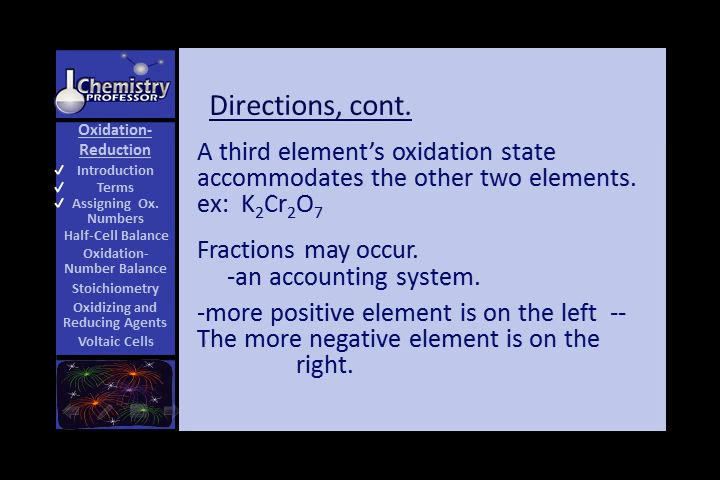 Chemistry
PROFESSOR
Oxidation-
Reduction
✓ Introduction
✓ Terms
✓ Assigning Ox.
Numbers
Half-Cell Balance
Oxidation-
Number Balance
Stoichiometry
Oxidizing and
Reducing Agents
Voltaic Cells
Directions, cont.
A third element's oxidation state
accommodates the other two elements.
ex: K₂Cr₂O₇
Fractions may occur.
-an accounting system.
-more positive element is on the left --
The more negative element is on the
right.